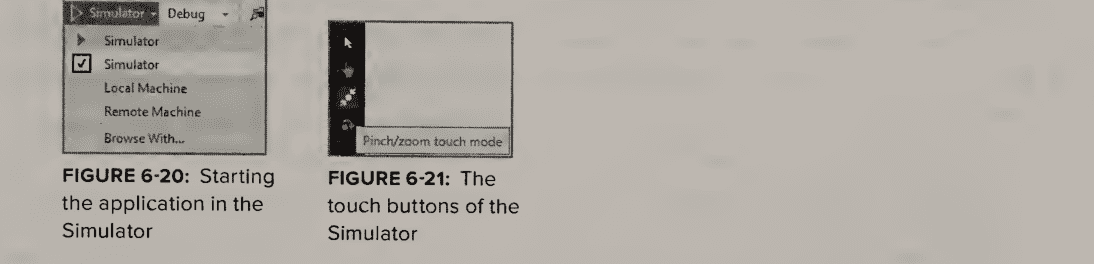 Simulator Debug
Simulator
Simulator
Local Machine
Remote Machine
Browse With...
FIGURE 6-20: Starting
the application in the
Simulator
Pinch/zoom touch mode
FIGURE 6-21: The
touch buttons of the
Simulator